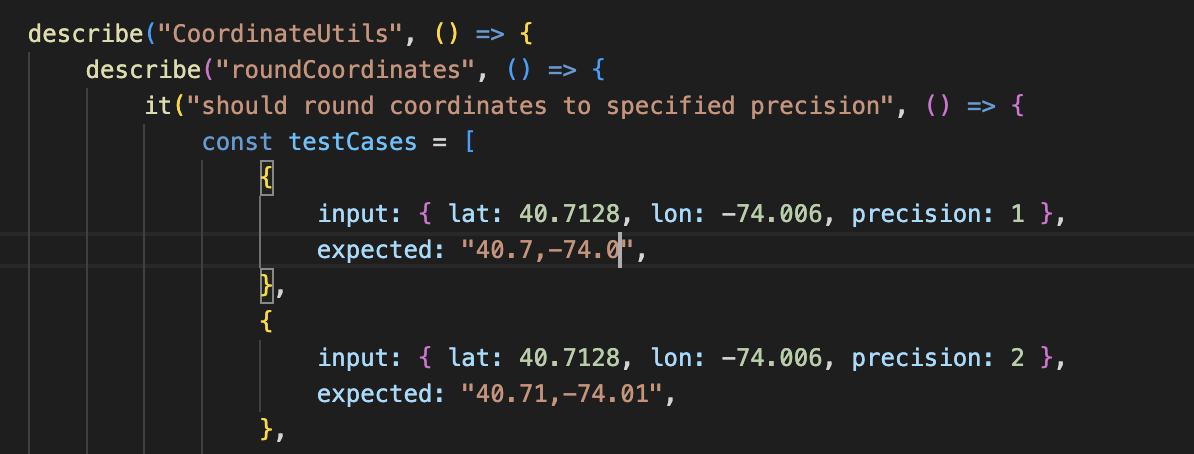 describe("CoordinateUtils", () => {
describe("roundCoordinates", () => {
it("should round coordinates to specified precision", () => {
const testCases = [
{
input: { lat: 40.7128, lon: -74.006, precision: 1 },
expected: "40.7,-74.0",
},
{
input: { lat: 40.7128, lon: -74.006, precision: 2 },
expected: "40.71,-74.01",
},